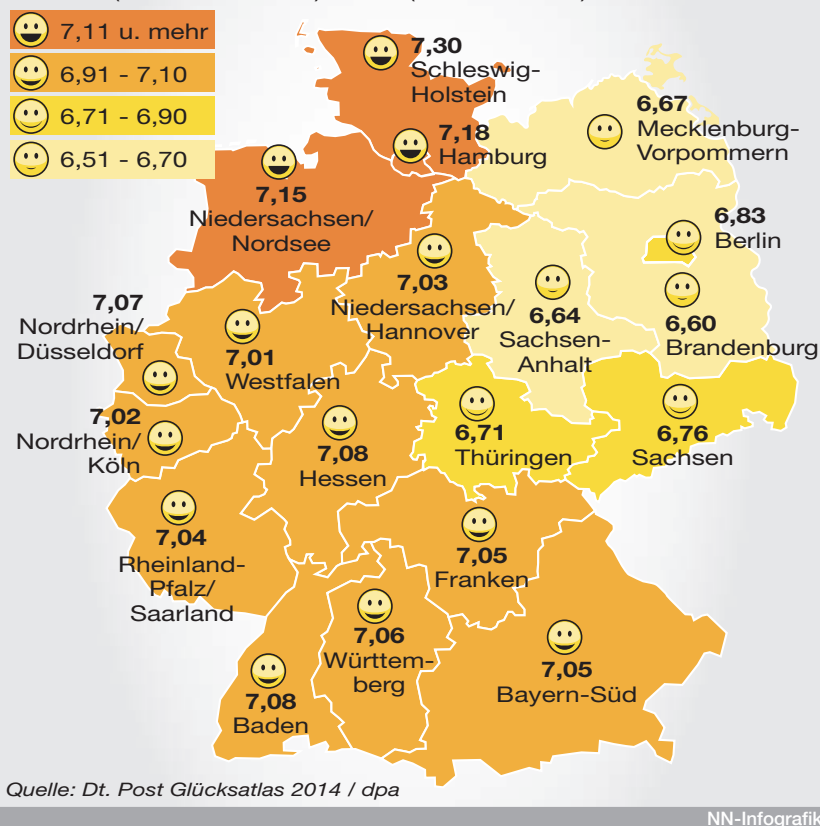 7,11 u. mehr
6,91 - 7,10
6,71 - 6,90
6,51 - 6,70
7,30
Schleswig-
Holstein
7,18
Hamburg
6,67
Mecklenburg-
Vorpommern
7,15
Niedersachsen/
Nordsee
6,83
Berlin
7,03
Niedersachsen/
Hannover
6,64
Sachsen-
Anhalt
6,60
Brandenburg
7,07
Nordrhein/
Düsseldorf
7,01
Westfalen
7,02
Nordrhein/
Köln
7,08
Hessen
6,71
Thüringen
6,76
Sachsen
7,04
Rheinland-
Pfalz/
Saarland
7,05
Franken
7,06
Württem-
berg
7,08
Baden
7,05
Bayern-Süd
Quelle: Dt. Post Glücksatlas 2014 / dpa
NN-Infografik